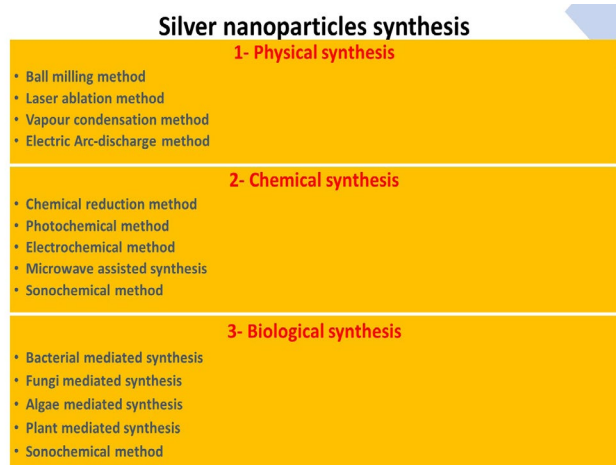 Silver nanoparticles synthesis
1- Physical synthesis
• Ball milling method
• Laser ablation method
• Vapour condensation method
• Electric Arc-discharge method
2- Chemical synthesis
• Chemical reduction method
• Photochemical method
• Electrochemical method
• Microwave assisted synthesis
• Sonochemical method
3- Biological synthesis
• Bacterial mediated synthesis
• Fungi mediated synthesis
• Algae mediated synthesis
• Plant mediated synthesis
• Sonochemical method